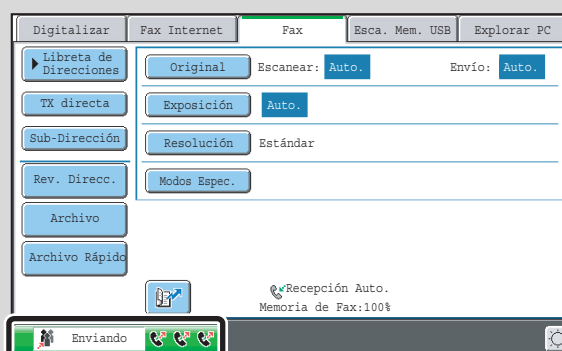 Digitalizar
Fax Internet
Fax
Esca. Mem. USB
Explorar PC
Libreta de
Direcciones
Original
Escanear: Auto.
Envío: Auto.
TX directa
Exposición
Auto.
Sub-Dirección
Resolución
Estándar
Rev. Direcc.
Modos Espec.
Archivo
Archivo Rápido
Recepción Auto.
Memoria de Fax:100%
Enviando